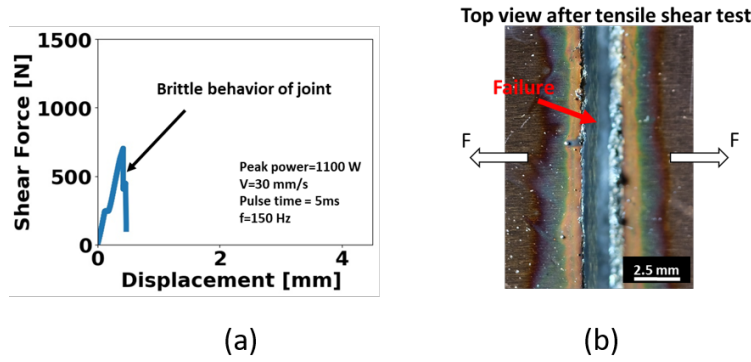 1500
1000
500
0
0
2
4
Shear Force [N]
Displacement [mm]
Brittle behavior of joint
Peak power=1100 W
V=30 mm/s
Pulse time = 5ms
f=150 Hz
(a)
Top view after tensile shear test
Failure
F
F
2.5 mm
(b)